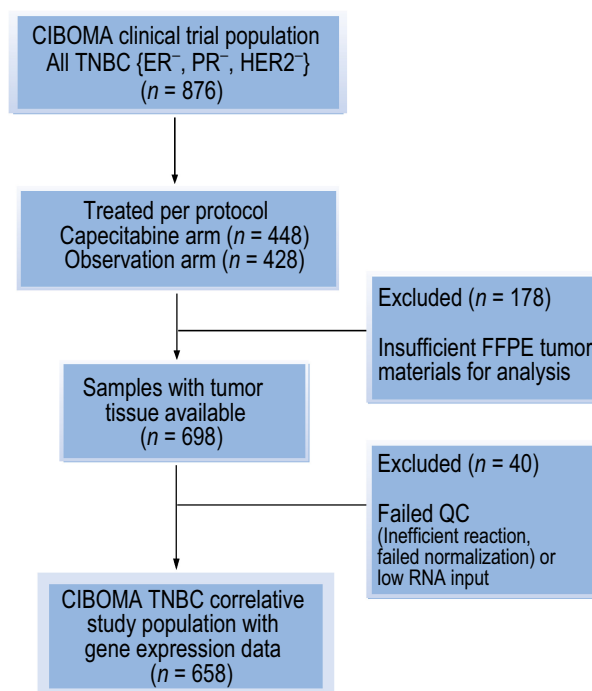 CIBOMA clinical trial population
All TNBC {ER–, PR–, HER2–}
(n = 876)
Treated per protocol
Capecitabine arm (n = 448)
Observation arm (n = 428)
Excluded (n = 178)
Insufficient FFPE tumor
materials for analysis
Samples with tumor
tissue available
(n = 698)
Excluded (n = 40)
Failed QC
(Inefficient reaction,
failed normalization) or
low RNA input
CIBOMA TNBC correlative
study population with
gene expression data
(n = 658)